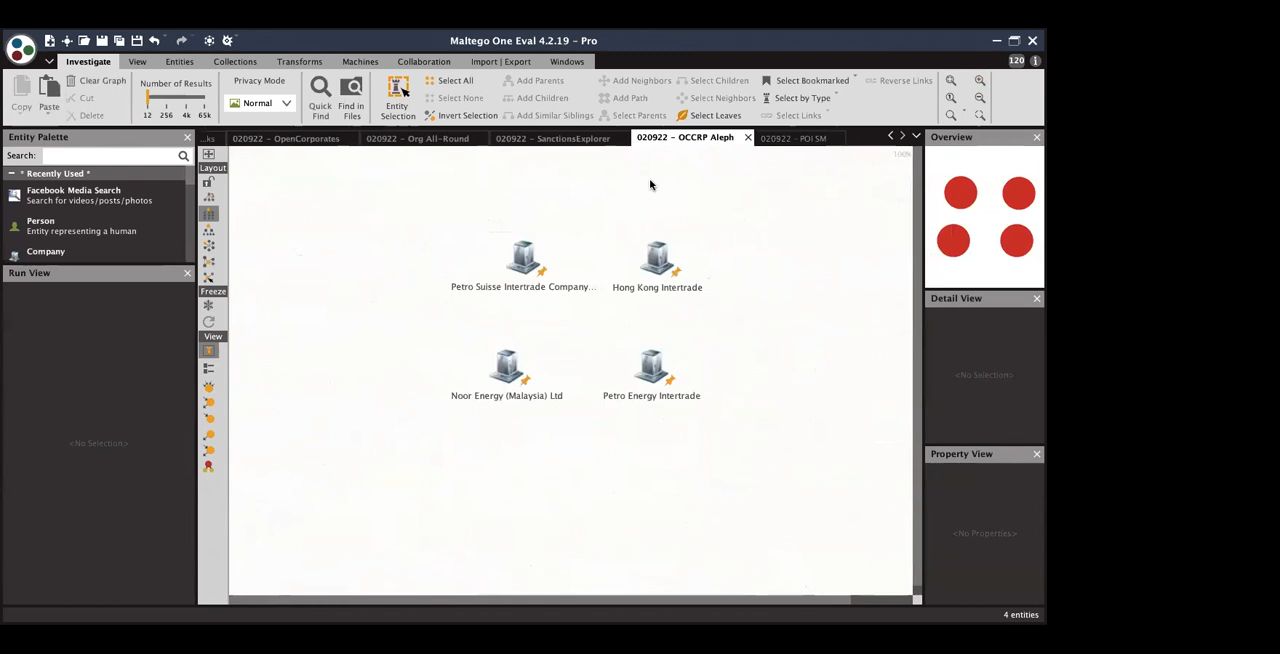 Maltego One Eval 4.2.19 - Pro
Investigate View Entities Collections Transforms Machines Collaboration Import | Export Windows
120
Copy Paste Clear Graph Cut Delete
Number of Results
12 256 4k 65k
Privacy Mode
Normal
Quick Find
Find in Files
Entity Selection
Select All
Select None
Invert Selection
Add Parents
Add Children
Add Similar Siblings
Add Neighbors
Add Path
Select Parents
Select Children
Select Neighbors
Select Leaves
Select Bookmarked
Select by Type
Select Links
Reverse Links
Entity Palette
Search:
* Recently Used *
Facebook Media Search
Search for videos/posts/photos
Person
Entity representing a human
Company
Run View
<No Selection>
...ks
020922 - OpenCorporates
020922 - Org All-Round
020922 - SanctionsExplorer
020922 - OCCRP Aleph
020922 - POI SM
Layout
Freeze
View
100%
Petro Suisse Intertrade Company...
Hong Kong Intertrade
Noor Energy (Malaysia) Ltd
Petro Energy Intertrade
Overview
Detail View
<No Selection>
Property View
<No Properties>
4 entities